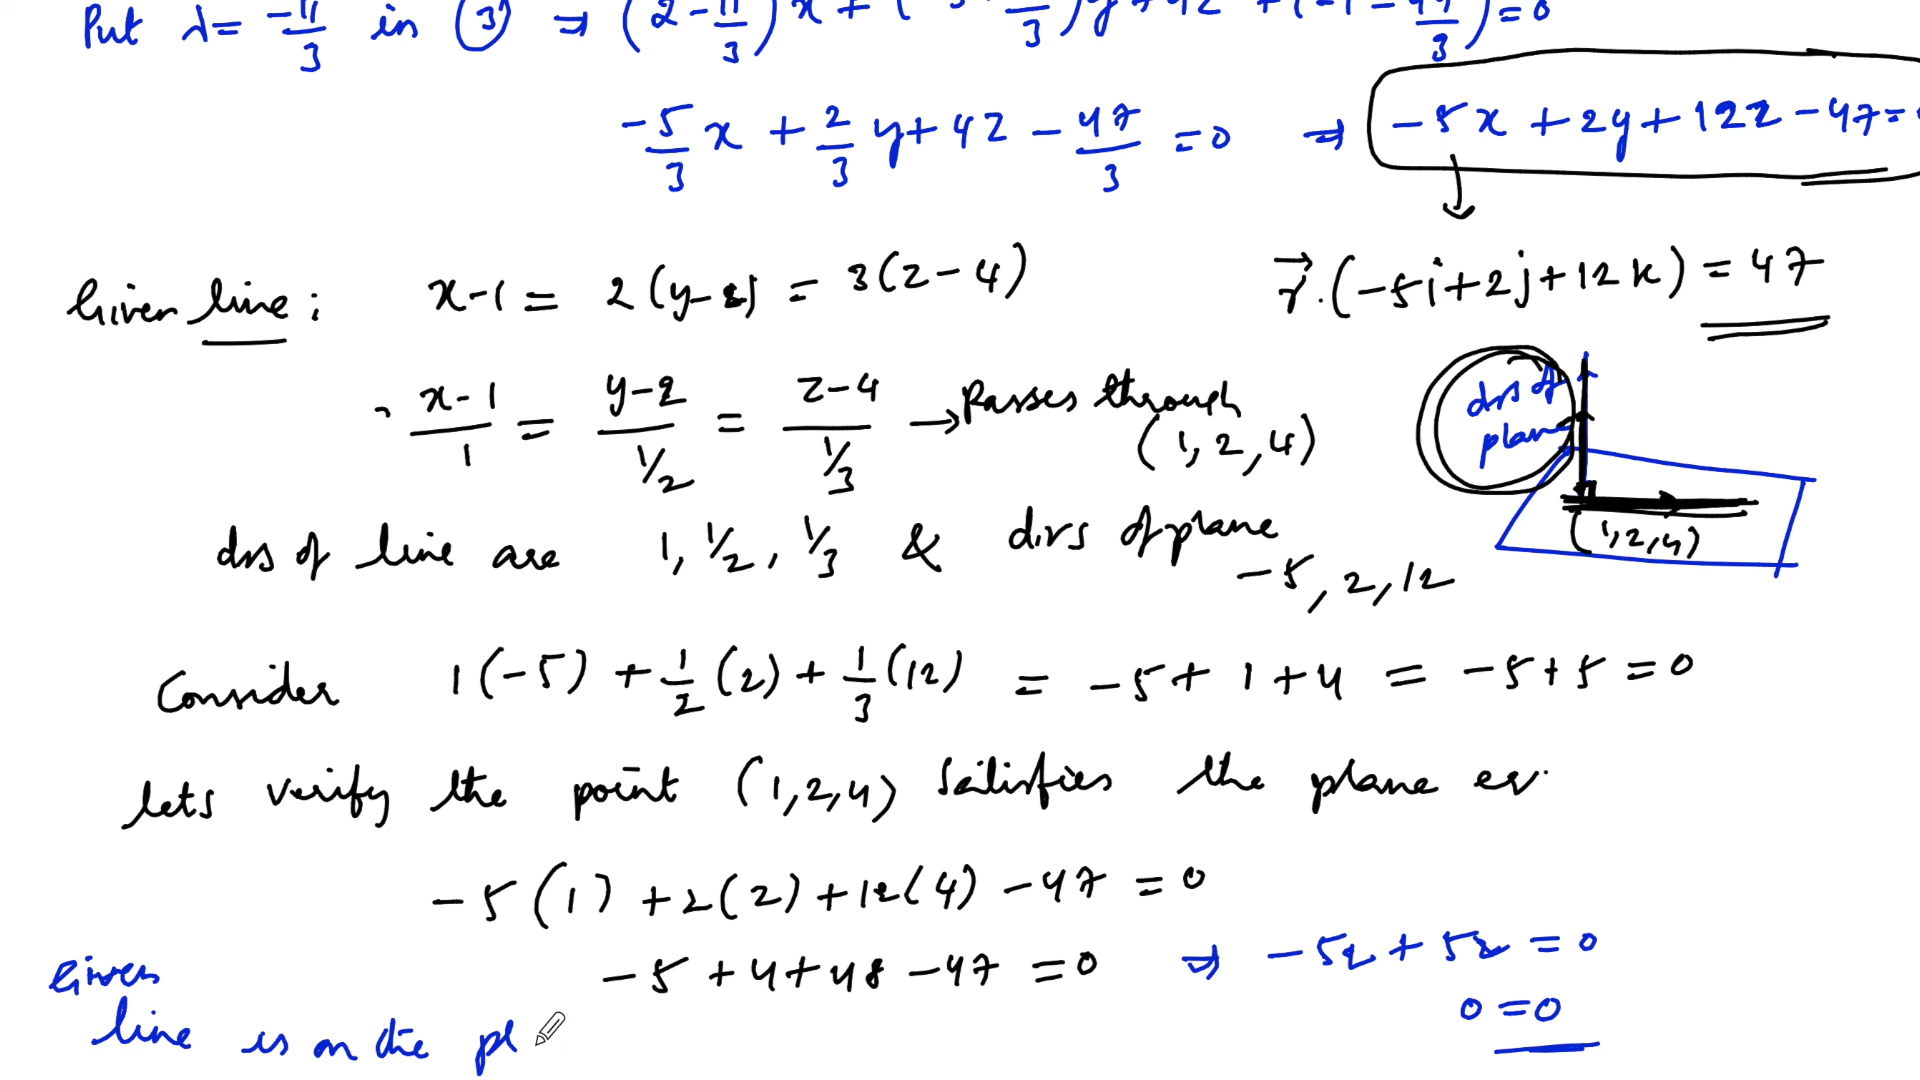 Put λ = -11/3 in ③ ⇒ (2 - 11/3)x + ( /3)y + 4z + ( /3) = 0
-5/3 x + 2/3 y + 4z - 47/3 = 0 ⇒ -5x + 2y + 12z - 47 =
Given line : x-1 = 2(y-2) = 3(z-4)
r⃗.(-5i+2j+12k) = 47
x-1/1 = y-2/1/2 = z-4/1/3 → Passes through (1,2,4)
drs of plane
(1,2,4)
drs of line are 1, 1/2, 1/3 & drs of plane -5, 2, 12
Consider 1(-5) + 1/2(2) + 1/3(12) = -5+1+4 = -5+5 = 0
lets verify the point (1,2,4) satisfies the plane eq.
-5(1) + 2(2) + 12(4) - 47 = 0
-5 + 4 + 48 - 47 = 0 ⇒ -52 + 52 = 0
0 = 0
Given
line is on the pl